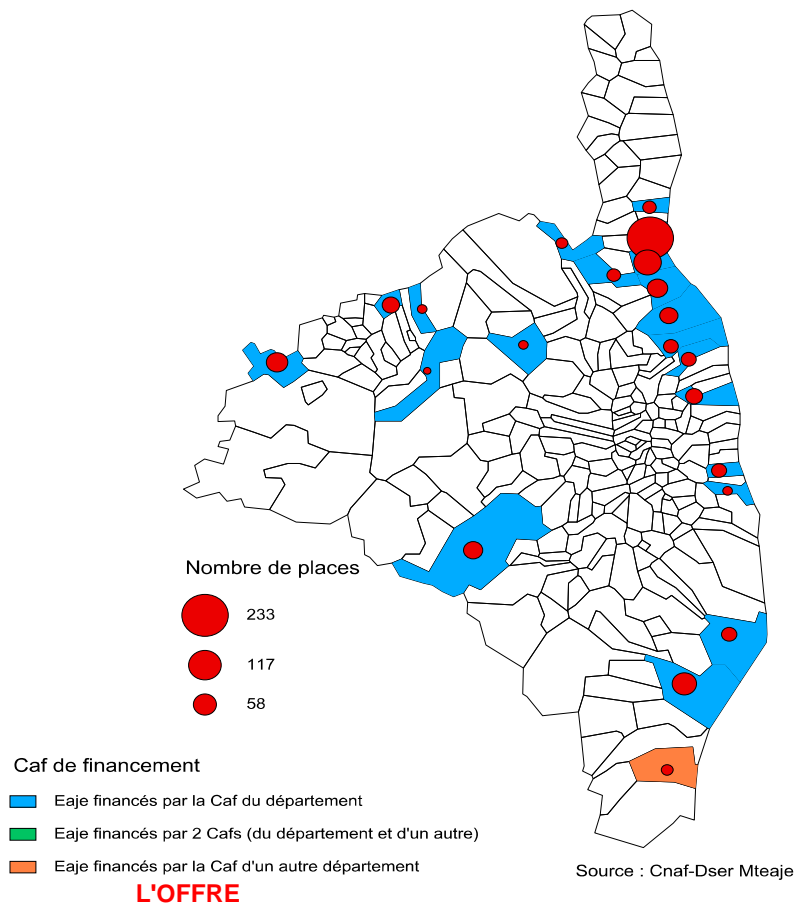 Nombre de places
233
117
58
Caf de financement
Eaje financés par la Caf du département
Eaje financés par 2 Cafs (du département et d'un autre)
Eaje financés par la Caf d'un autre département
Source : Cnaf-Dser Mteaje
L'OFFRE